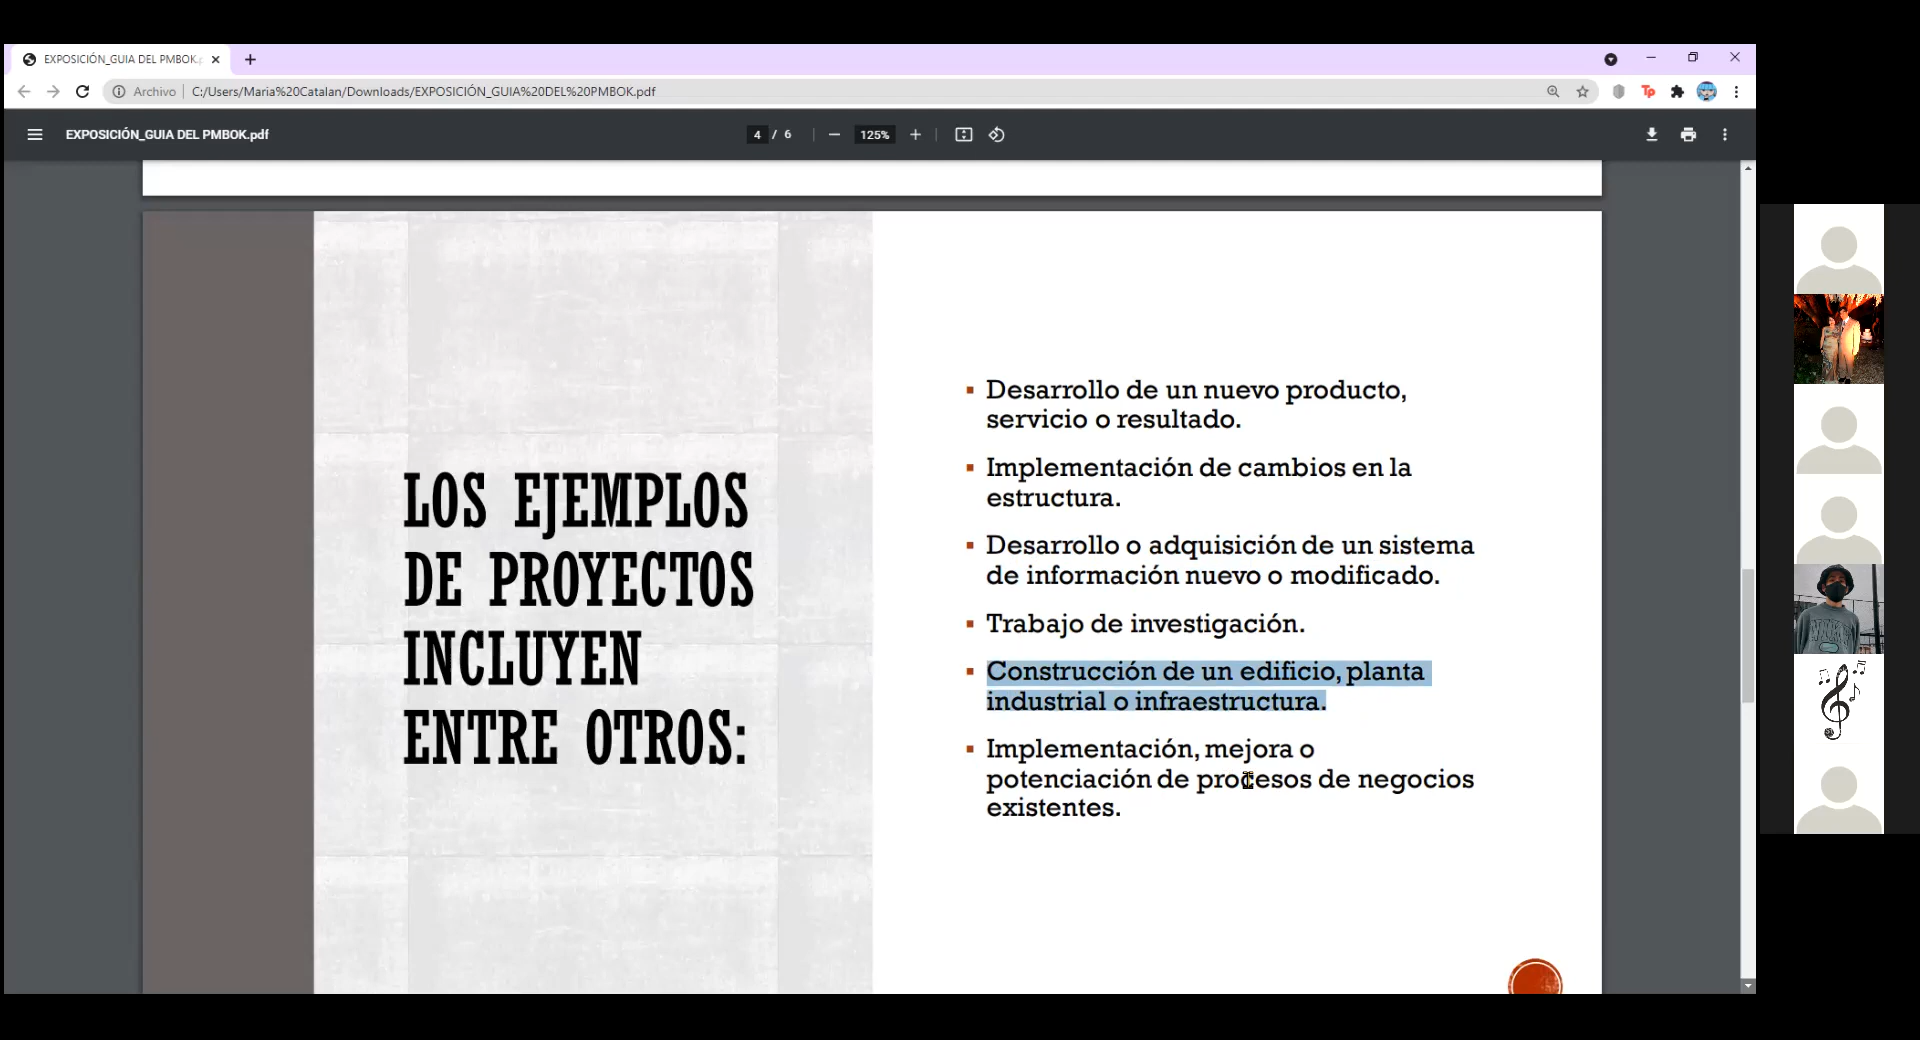 EXPOSICIÓN_GUIA DEL PMBOK.
Archivo
C:/Users/Maria%20Catalan/Downloads/EXPOSICIÓN_GUIA%20DEL%20PMBOK.pdf
Tp
EXPOSICIÓN_GUIA DEL PMBOK.pdf
4 / 6
125%
LOS EJEMPLOS
DE PROYECTOS
INCLUYEN
ENTRE OTROS:
Desarrollo de un nuevo producto,
servicio o resultado.
Implementación de cambios en la
estructura.
Desarrollo o adquisición de un sistema
de información nuevo o modificado.
Trabajo de investigación.
Construcción de un edificio, planta
industrial o infraestructura.
Implementación, mejora o
potenciación de procesos de negocios
existentes.